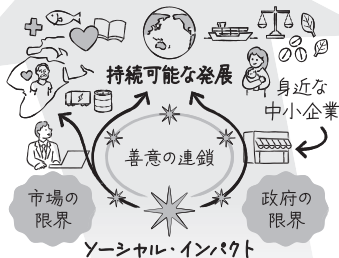 持続可能な発展
身近な
中小企業
善意の連鎖
市場の
限界
政府の
限界
ソーシャル・インパクト